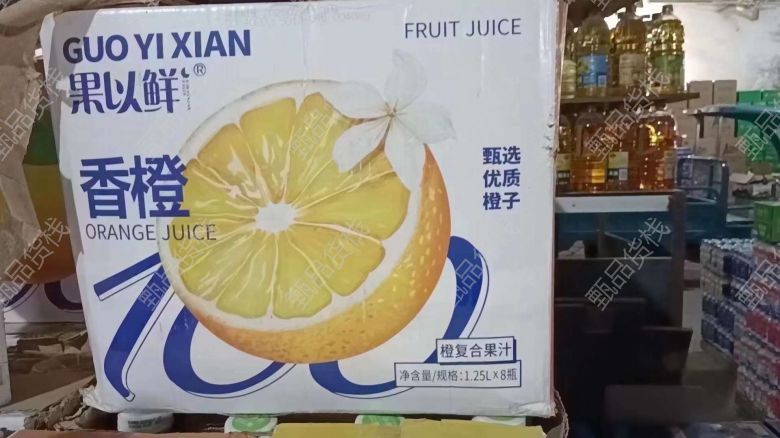 GUO YI XIAN
果以鲜®
FRUIT JUICE
香橙
ORANGE JUICE
甄选
优质
橙子
100
橙复合果汁
净含量/规格:1.25L×8瓶
甄品货栈